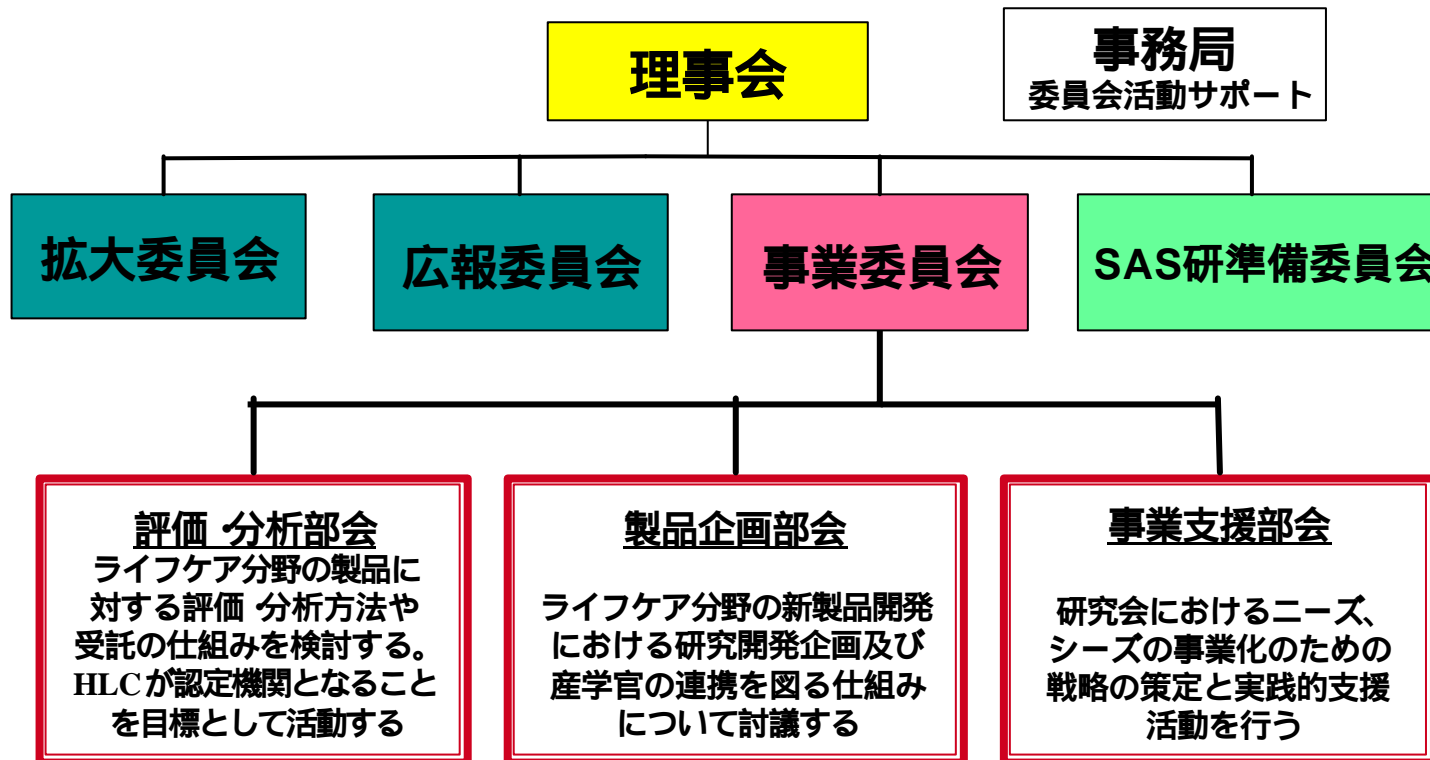 理事会
事務局
委員会活動サポート
拡大委員会
広報委員会
事業委員会
SAS研準備委員会
評価・分析部会
ライフケア分野の製品に
対する評価・分析方法や
受託の仕組みを検討する。
HLCが認定機関となること
を目標として活動する
製品企画部会
ライフケア分野の新製品開発
における研究開発企画及び
産学官の連携を図る仕組み
について討議する
事業支援部会
研究会におけるニーズ、
シーズの事業化のための
戦略の策定と実践的支援
活動を行う